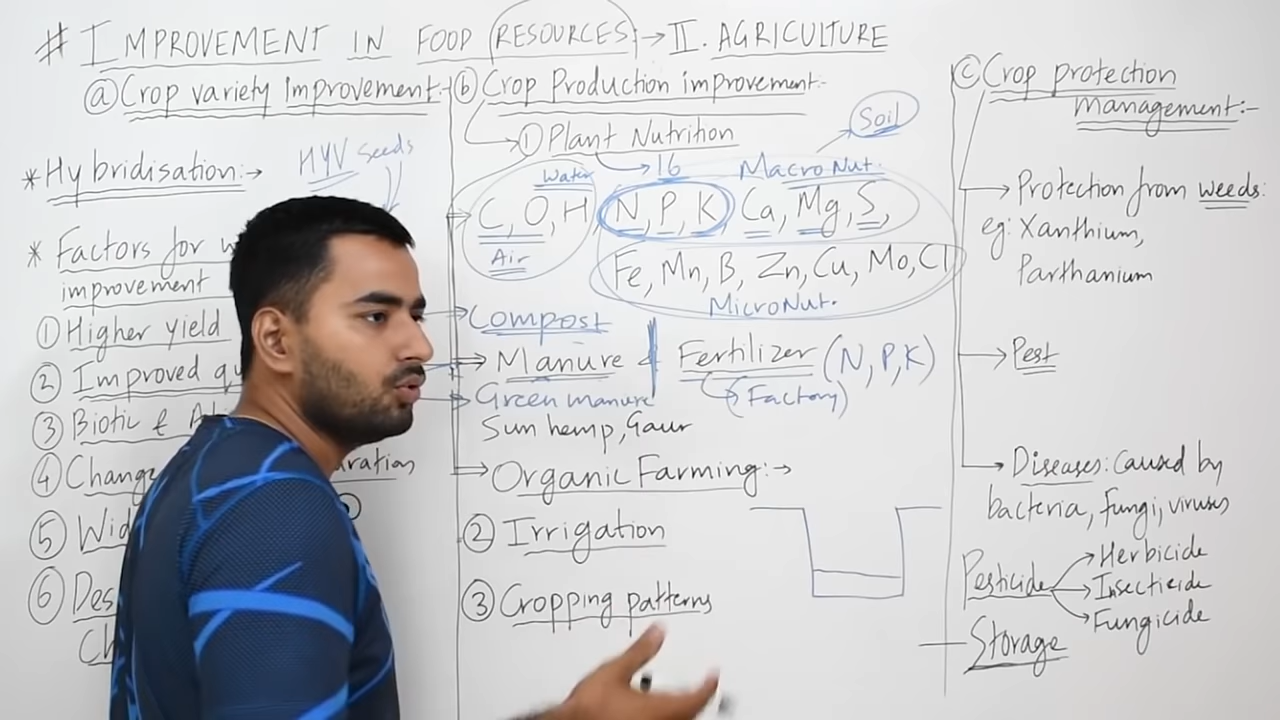 # IMPROVEMENT IN FOOD RESOURCES: → II. AGRICULTURE
ⓐ Crop variety improvement:-
* Hybridisation:→
HYV seeds
* Factors for
improvement
① Higher yield
② Improved
③ Biotic &
④ Change
⑤
⑥
ⓑ Crop Production improvement:-
① Plant Nutrition
→ 16
Macro Nut.
Soil
Water
C, O, H N, P, K Ca, Mg, S,
Air
Fe, Mn, B, Zn, Cu, Mo, Cl
MicroNut.
Compost
→ Manure & Fertilizer (N, P, K)
Green manure (Factory)
Sun hemp, Gaur
→ Organic Farming:→
② Irrigation
③ Cropping patterns
ⓒ Crop protection
management:-
→ Protection from weeds:
eg: Xanthium,
Parthanium
→ Pest
→ Diseases: caused by
bacteria, fungi, viruses
Pesticide → Herbicide
→ Insecticide
→ Fungicide
Storage